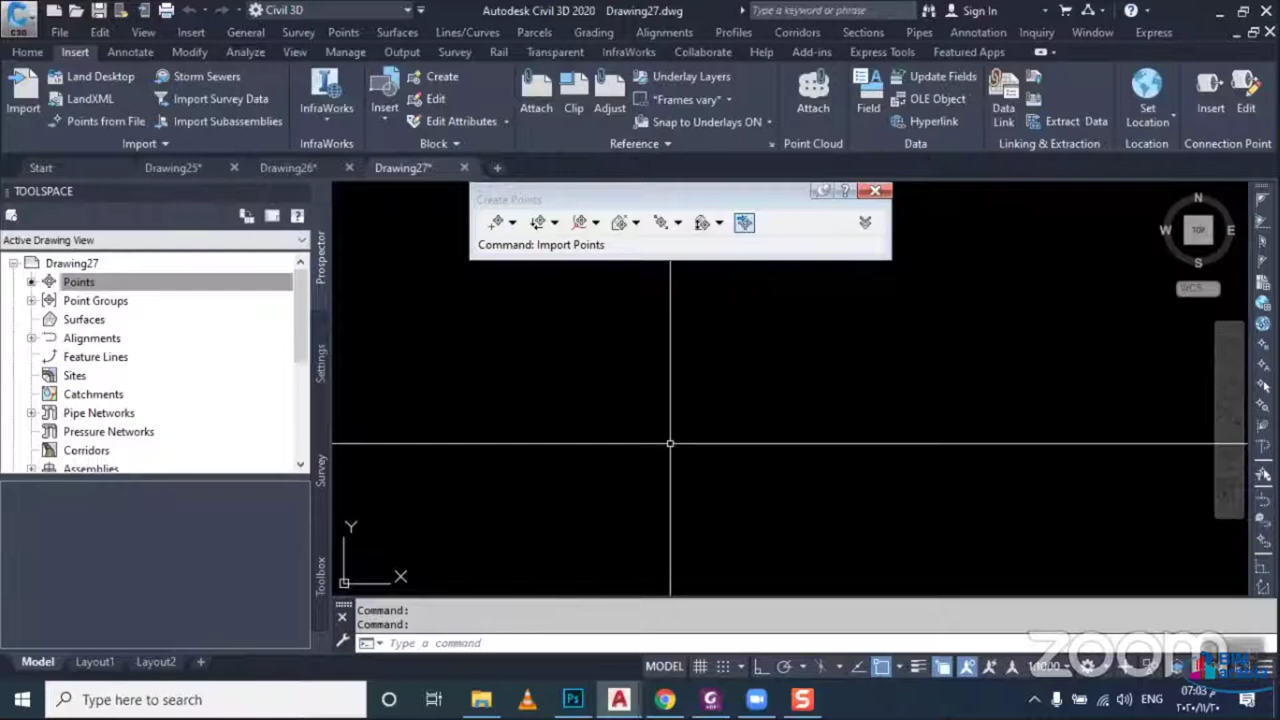 C3D
Civil 3D
Autodesk Civil 3D 2020 Drawing27.dwg
Type a keyword or phrase
Sign In
File Edit View Insert General Survey Points Surfaces Lines/Curves Parcels Grading Alignments Profiles Corridors Sections Pipes Annotation Inquiry Window Express
Home Insert Annotate Modify Analyze View Manage Output Survey Rail Transparent InfraWorks Collaborate Help Add-ins Express Tools Featured Apps
Import
Land Desktop
LandXML
Points from File
Storm Sewers
Import Survey Data
Import Subassemblies
InfraWorks
Insert
Create
Edit
Edit Attributes
Attach
Clip
Adjust
Underlay Layers
*Frames vary*
Snap to Underlays ON
Attach
Field
Update Fields
OLE Object
Hyperlink
Data Link
Extract Data
Set Location
Insert
Edit
Import
InfraWorks
Block
Reference
Point Cloud
Data
Linking & Extraction
Location
Connection Point
Start Drawing25* Drawing26* Drawing27*
TOOLSPACE
Active Drawing View
Drawing27
Points
Point Groups
Surfaces
Alignments
Feature Lines
Sites
Catchments
Pipe Networks
Pressure Networks
Corridors
Assemblies
Prospector
Settings
Survey
Toolbox
Create Points
Command: Import Points
N
W TOP E
S
WCS
Y
X
Command:
Command:
Type a command
zoom
Model Layout1 Layout2
MODEL
1:1000
Type here to search
ENG
07:03 م
٢٠٢٠/١١/٢٠